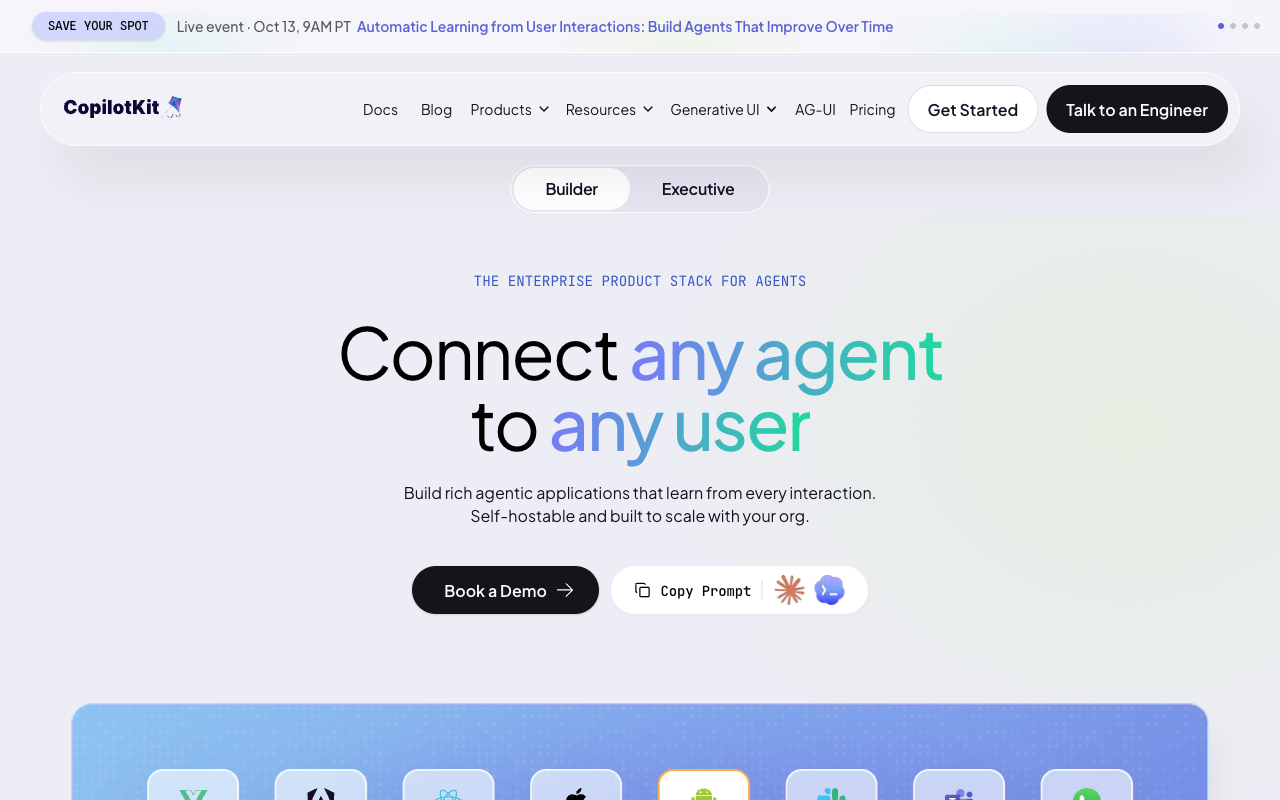 SAVE YOUR SPOT Live event · Oct 13, 9AM PT Automatic Learning from User Interactions: Build Agents That Improve Over Time
CopilotKit Docs Blog Products Resources Generative UI AG-UI Pricing Get Started Talk to an Engineer
Builder Executive
THE ENTERPRISE PRODUCT STACK FOR AGENTS
Connect any agent
to any user
Build rich agentic applications that learn from every interaction.
Self-hostable and built to scale with your org.
Book a Demo Copy Prompt